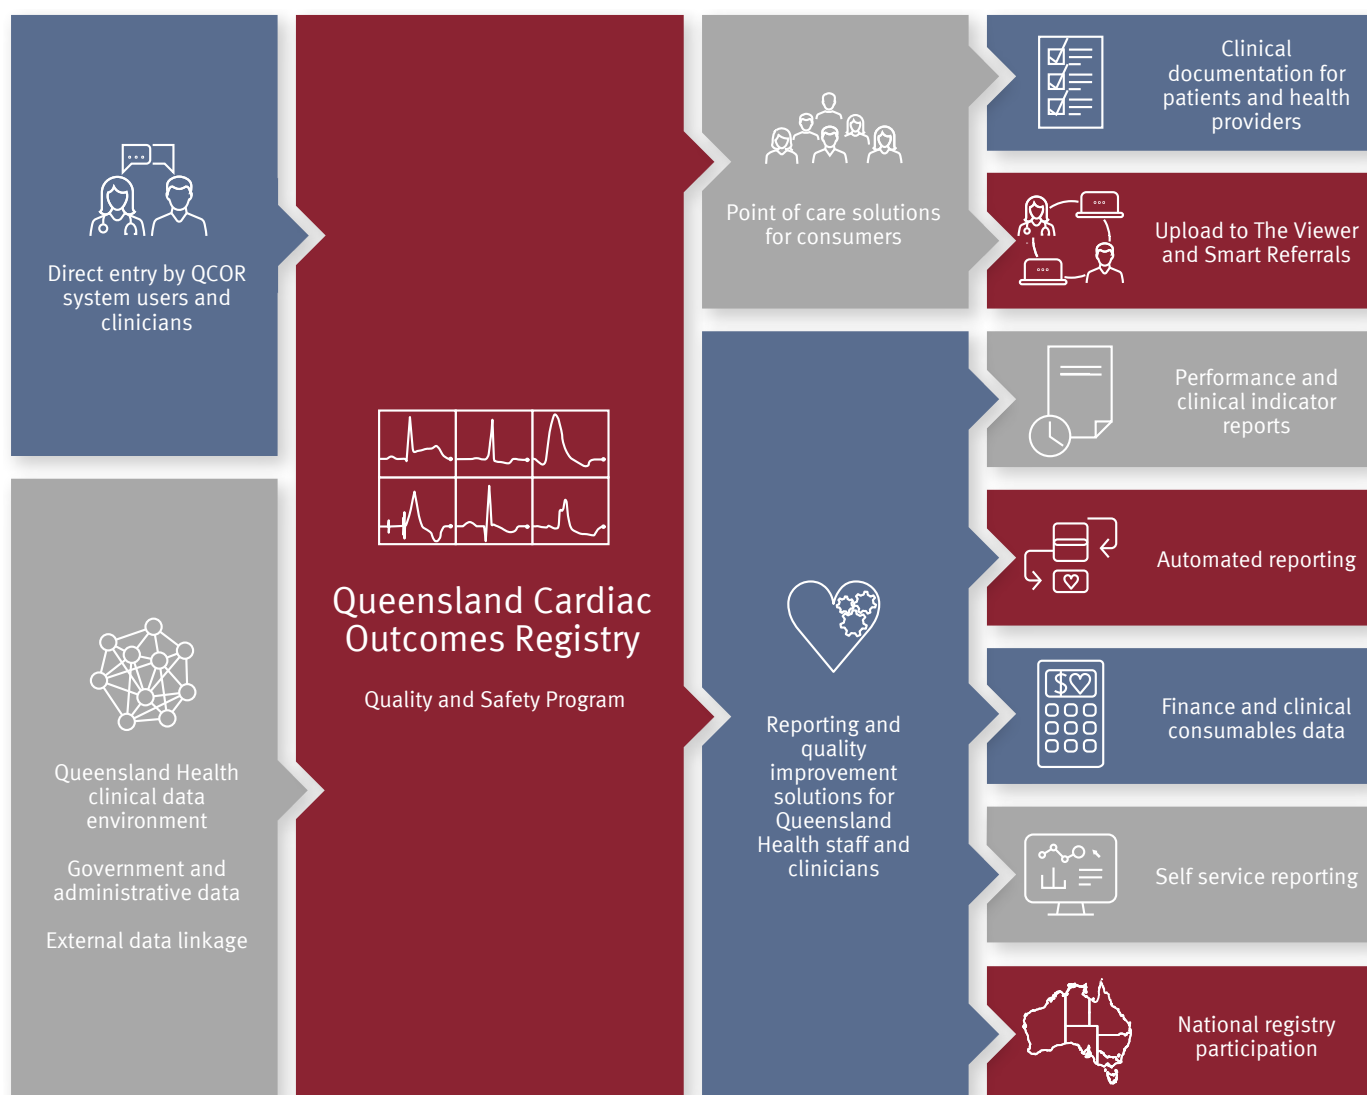 Direct entry by QCOR
system users and
clinicians
Queensland Health
clinical data
environment
Government and
administrative data
External data linkage
Queensland Cardiac
Outcomes Registry
Quality and Safety Program
Point of care solutions
for consumers
Reporting and
quality
improvement
solutions for
Queensland
Health staff and
clinicians
Clinical
documentation for
patients and health
providers
Upload to The Viewer
and Smart Referrals
Performance and
clinical indicator
reports
Automated reporting
$
Finance and clinical
consumables data
Self service reporting
National registry
participation